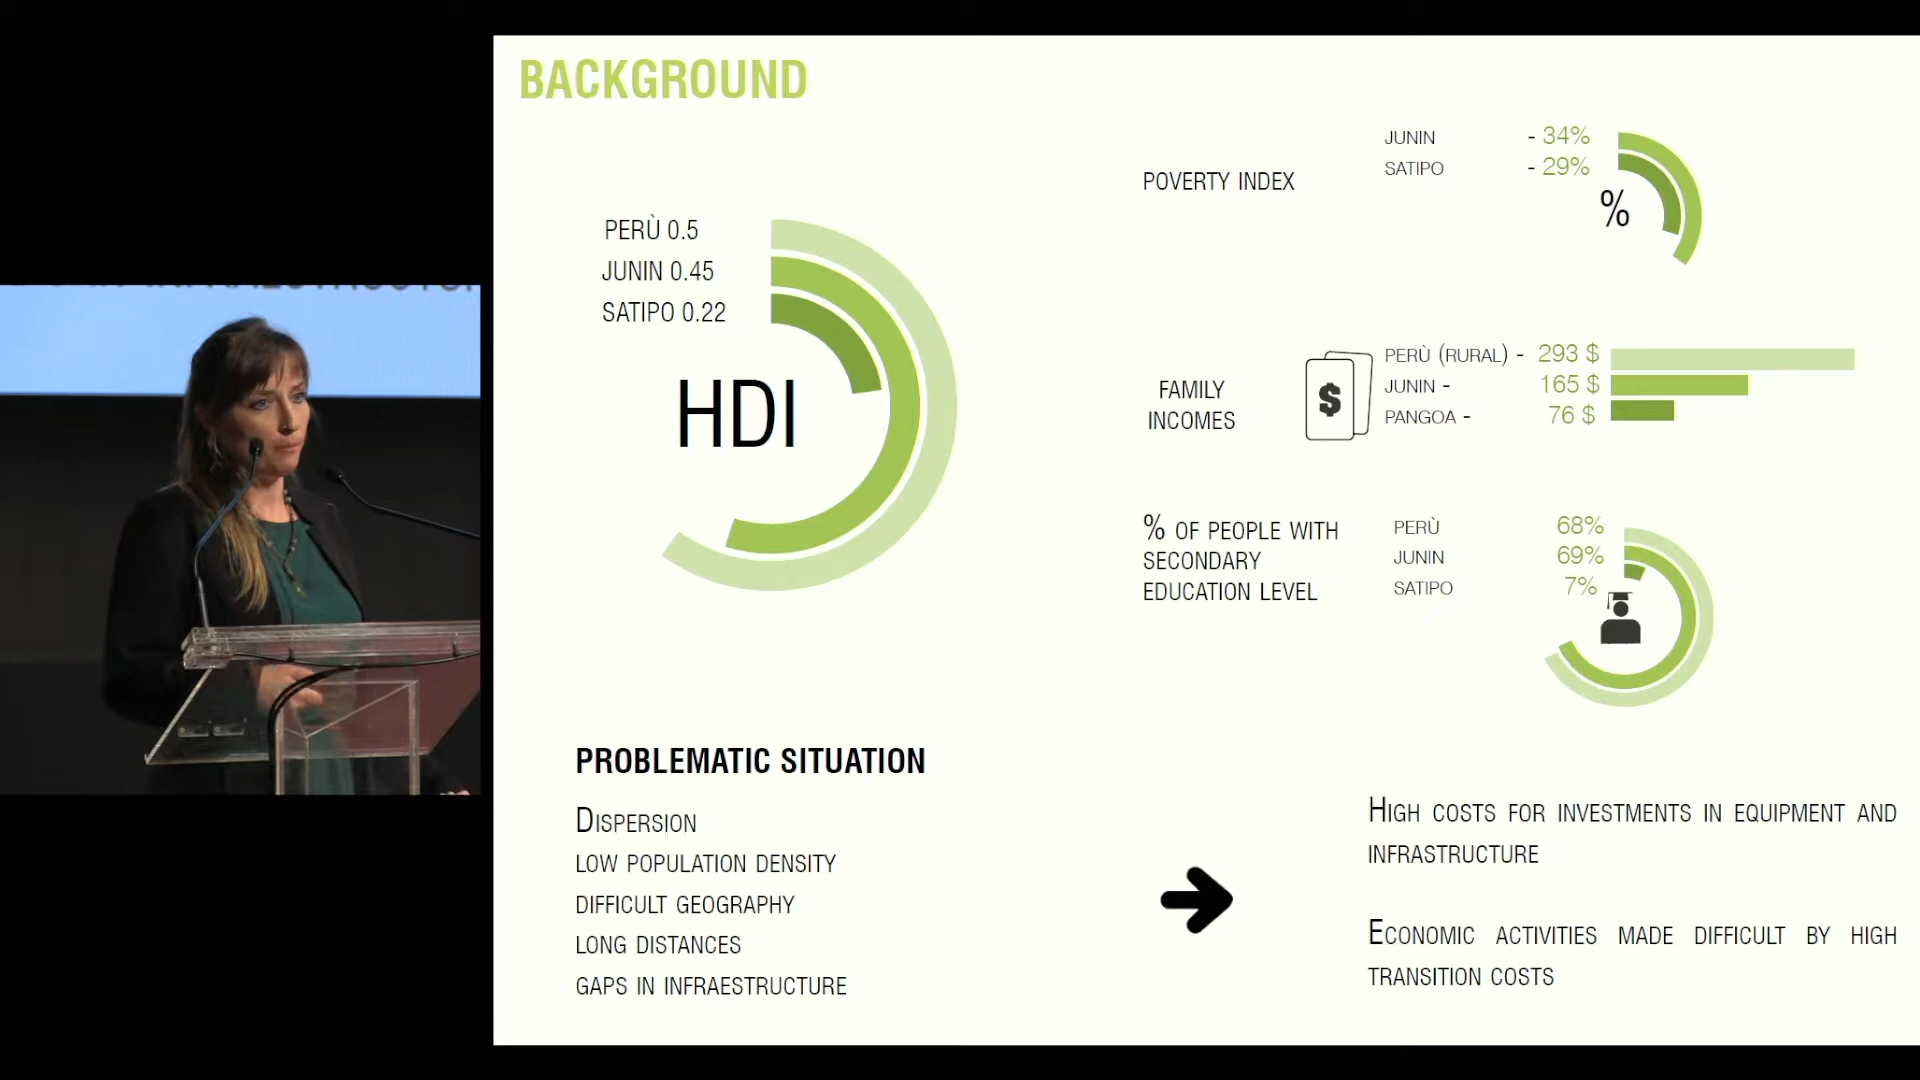 BACKGROUND
PERÙ 0.5
JUNIN 0.45
SATIPO 0.22
HDI
POVERTY INDEX
JUNIN - 34%
SATIPO - 29%
%
FAMILY
INCOMES
$
PERÙ (RURAL) - 293 $
JUNIN - 165 $
PANGOA - 76 $
% OF PEOPLE WITH
SECONDARY
EDUCATION LEVEL
PERÙ 68%
JUNIN 69%
SATIPO 7%
PROBLEMATIC SITUATION
DISPERSION
LOW POPULATION DENSITY
DIFFICULT GEOGRAPHY
LONG DISTANCES
GAPS IN INFRAESTRUCTURE
HIGH COSTS FOR INVESTMENTS IN EQUIPMENT AND
INFRASTRUCTURE
ECONOMIC ACTIVITIES MADE DIFFICULT BY HIGH
TRANSITION COSTS